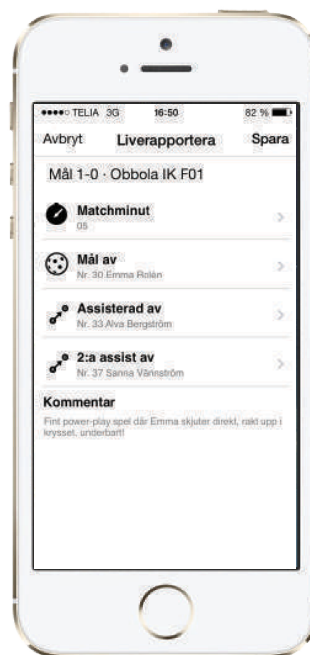 TELIA 3G 16:50 82 %
Avbryt Liverapportera Spara
Mål 1-0 · Obbola IK F01
Matchminut
05
Mål av
Nr. 30 Emma Rolén
Assisterad av
Nr. 33 Alva Bergström
2:a assist av
Nr. 37 Sanna Vännström
Kommentar
Fint power-play spel där Emma skjuter direkt, rakt upp i
krysset, underbart!